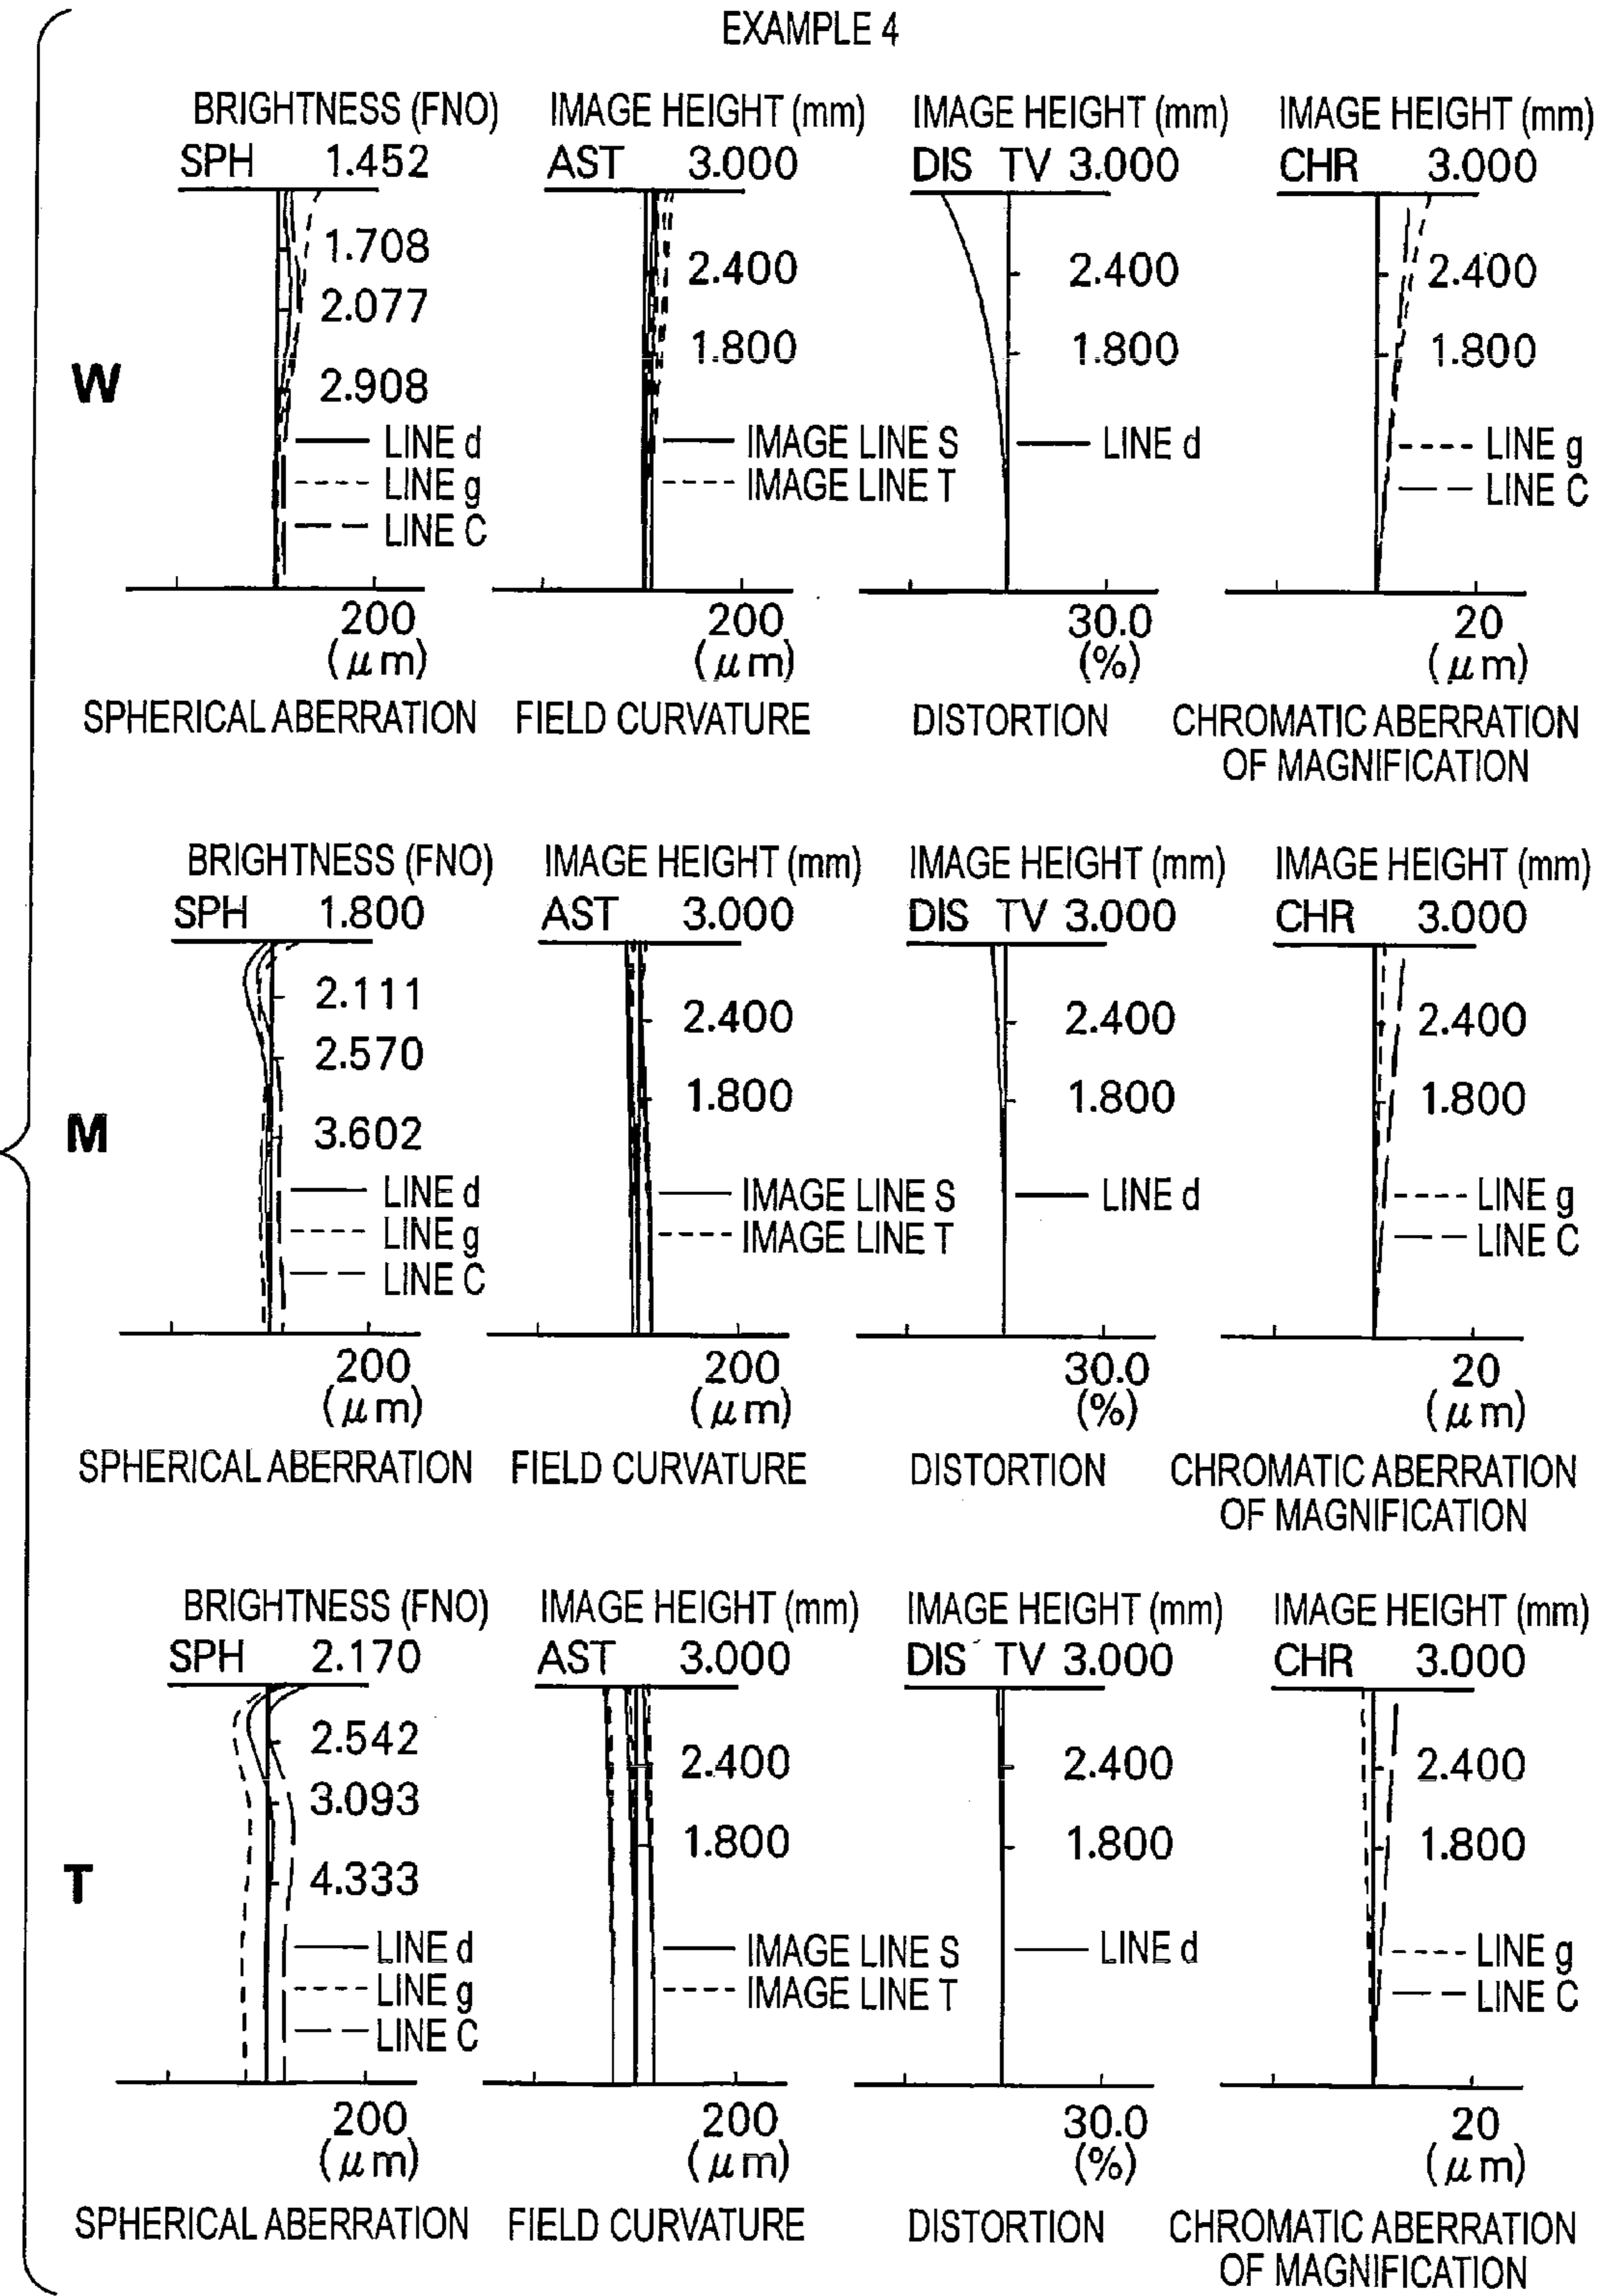 EXAMPLE 4
BRIGHTNESS (FNO)
SPH 1.452
1.708
2.077
2.908
LINE d
LINE g
LINE C
200
(μm)
SPHERICAL ABERRATION
IMAGE HEIGHT (mm)
AST 3.000
2.400
1.800
IMAGE LINE S
IMAGE LINE T
200
(μm)
FIELD CURVATURE
IMAGE HEIGHT (mm)
DIS TV 3.000
2.400
1.800
LINE d
30.0
(%)
DISTORTION
IMAGE HEIGHT (mm)
CHR 3.000
2.400
1.800
LINE g
LINE C
20
(μm)
CHROMATIC ABERRATION
OF MAGNIFICATION
W
BRIGHTNESS (FNO)
SPH 1.800
2.111
2.570
3.602
LINE d
LINE g
LINE C
200
(μm)
SPHERICAL ABERRATION
IMAGE HEIGHT (mm)
AST 3.000
2.400
1.800
IMAGE LINE S
IMAGE LINE T
200
(μm)
FIELD CURVATURE
IMAGE HEIGHT (mm)
DIS TV 3.000
2.400
1.800
LINE d
30.0
(%)
DISTORTION
IMAGE HEIGHT (mm)
CHR 3.000
2.400
1.800
LINE g
LINE C
20
(μm)
CHROMATIC ABERRATION
OF MAGNIFICATION
M
BRIGHTNESS (FNO)
SPH 2.170
2.542
3.093
4.333
LINE d
LINE g
LINE C
200
(μm)
SPHERICAL ABERRATION
IMAGE HEIGHT (mm)
AST 3.000
2.400
1.800
IMAGE LINE S
IMAGE LINE T
200
(μm)
FIELD CURVATURE
IMAGE HEIGHT (mm)
DIS TV 3.000
2.400
1.800
LINE d
30.0
(%)
DISTORTION
IMAGE HEIGHT (mm)
CHR 3.000
2.400
1.800
LINE g
LINE C
20
(μm)
CHROMATIC ABERRATION
OF MAGNIFICATION
T